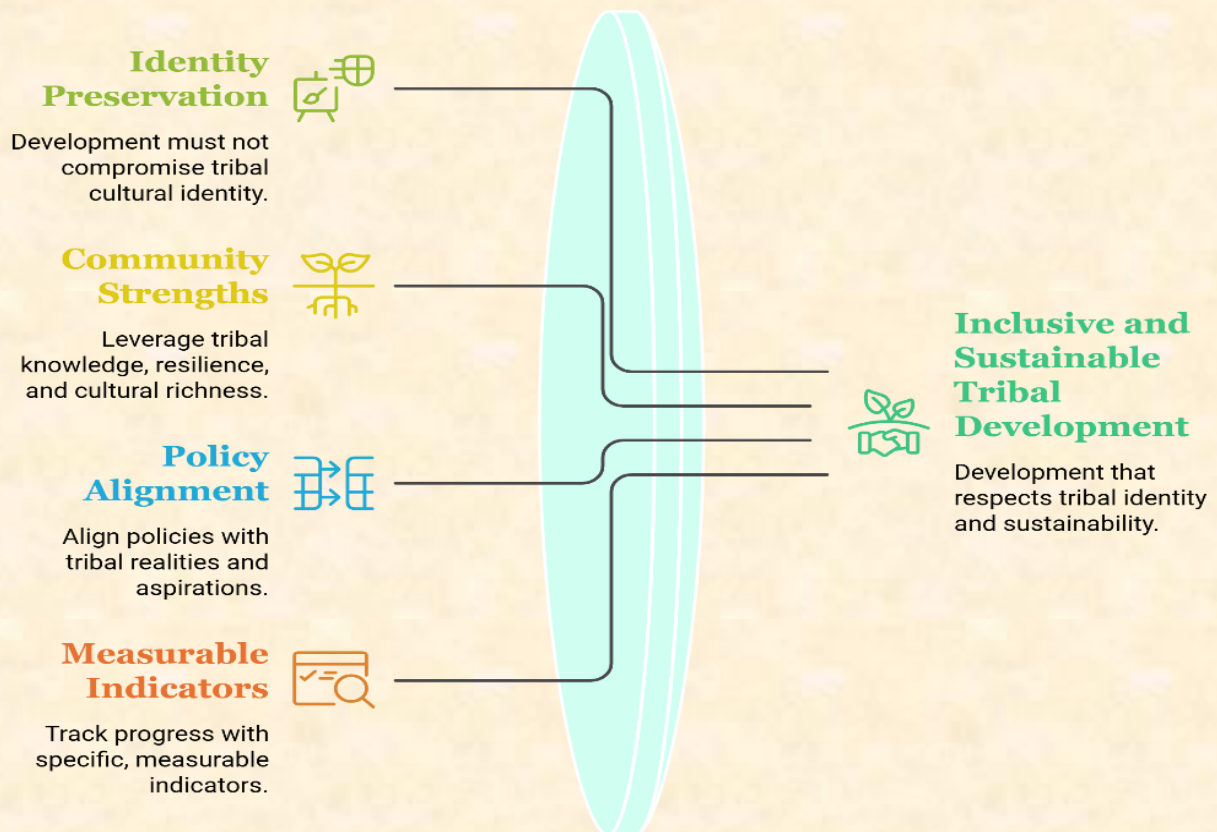 Identity
Preservation
Development must not
compromise tribal
cultural identity.
Community
Strengths
Leverage tribal
knowledge, resilience,
and cultural richness.
Policy
Alignment
Align policies with
tribal realities and
aspirations.
Measurable
Indicators
Track progress with
specific, measurable
indicators.
Inclusive and
Sustainable
Tribal
Development
Development that
respects tribal identity
and sustainability.